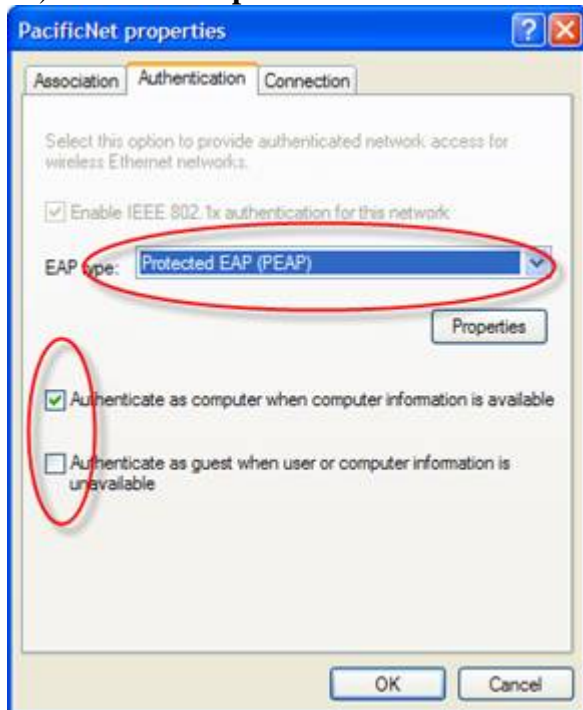 PacificNet properties
Association Authentication Connection
Select this option to provide authenticated network access for
wireless Ethernet networks.
Enable IEEE 802.1x authentication for this network
EAP type: Protected EAP (PEAP)
Properties
Authenticate as computer when computer information is available
Authenticate as guest when user or computer information is
unavailable
OK Cancel